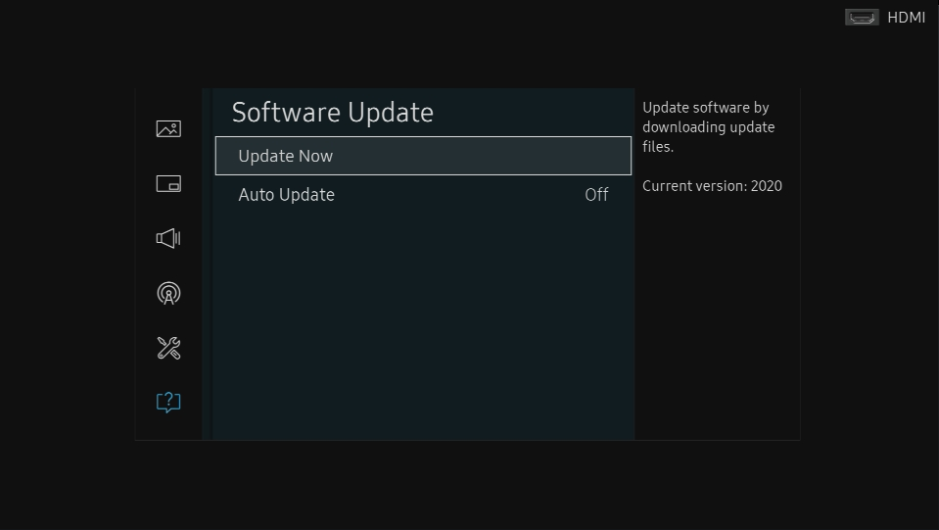 HDMI
Software Update
Update Now
Auto Update Off
Update software by
downloading update
files.
Current version: 2020